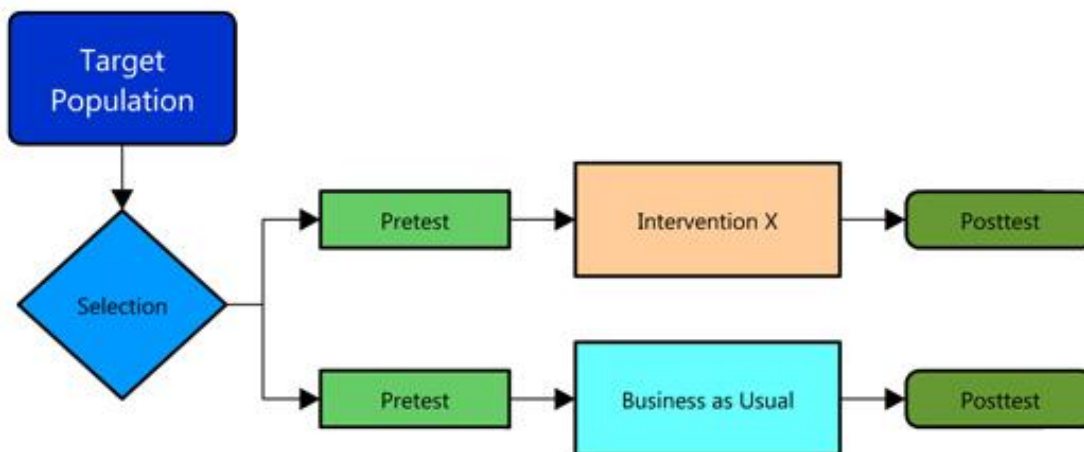 Target
Population
Selection
Pretest
Intervention X
Posttest
Pretest
Business as Usual
Posttest